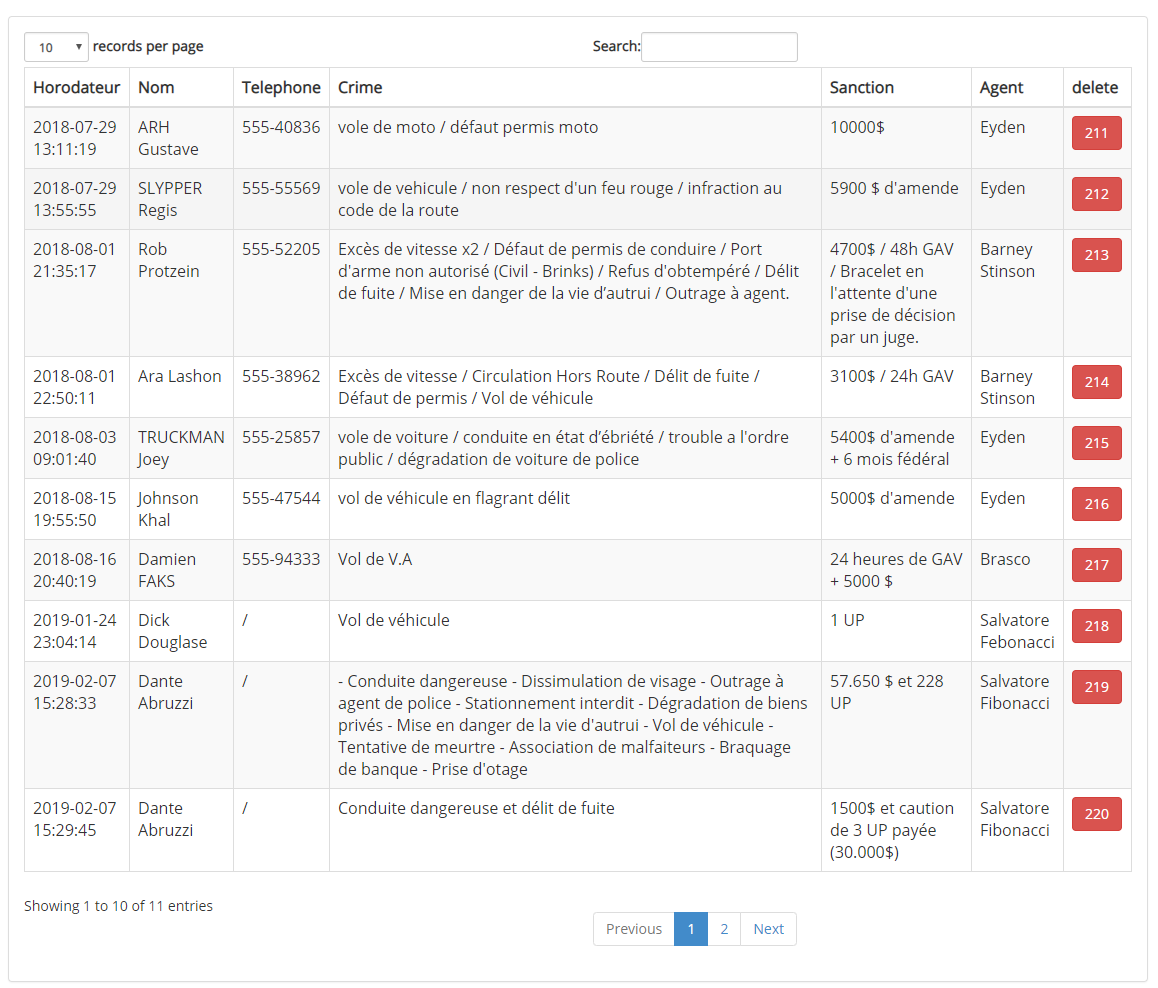 10 records per page Search:
Horodateur Nom Telephone Crime Sanction Agent delete
2018-07-29 ARH 555-40836 vole de moto / défaut permis moto 10000$ Eyden 211
13:11:19 Gustave
2018-07-29 SLYPPER 555-55569 vole de vehicule / non respect d'un feu rouge / infraction au 5900 $ d'amende Eyden 212
13:55:55 Regis code de la route
2018-08-01 Rob 555-52205 Excès de vitesse x2 / Défaut de permis de conduire / Port 4700$ / 48h GAV Barney 213
21:35:17 Protzein d'arme non autorisé (Civil - Brinks) / Refus d'obtempéré / Délit / Bracelet en Stinson
de fuite / Mise en danger de la vie d’autrui / Outrage à agent. l'attente d'une
prise de décision
par un juge.
2018-08-01 Ara Lashon 555-38962 Excès de vitesse / Circulation Hors Route / Délit de fuite / 3100$ / 24h GAV Barney 214
22:50:11 Défaut de permis / Vol de véhicule Stinson
2018-08-03 TRUCKMAN 555-25857 vole de voiture / conduite en état d’ébriété / trouble a l'ordre 5400$ d'amende Eyden 215
09:01:40 Joey public / dégradation de voiture de police + 6 mois fédéral
2018-08-15 Johnson 555-47544 vol de véhicule en flagrant délit 5000$ d'amende Eyden 216
19:55:50 Khal
2018-08-16 Damien 555-94333 Vol de V.A 24 heures de GAV Brasco 217
20:40:19 FAKS + 5000 $
2019-01-24 Dick / Vol de véhicule 1 UP Salvatore 218
23:04:14 Douglase Febonacci
2019-02-07 Dante / - Conduite dangereuse - Dissimulation de visage - Outrage à 57.650 $ et 228 Salvatore 219
15:28:33 Abruzzi agent de police - Stationnement interdit - Dégradation de biens UP Fibonacci
privés - Mise en danger de la vie d'autrui - Vol de véhicule -
Tentative de meurtre - Association de malfaiteurs - Braquage
de banque - Prise d'otage
2019-02-07 Dante / Conduite dangereuse et délit de fuite 1500$ et caution Salvatore 220
15:29:45 Abruzzi de 3 UP payée Fibonacci
(30.000$)
Showing 1 to 10 of 11 entries
Previous 1 2 Next